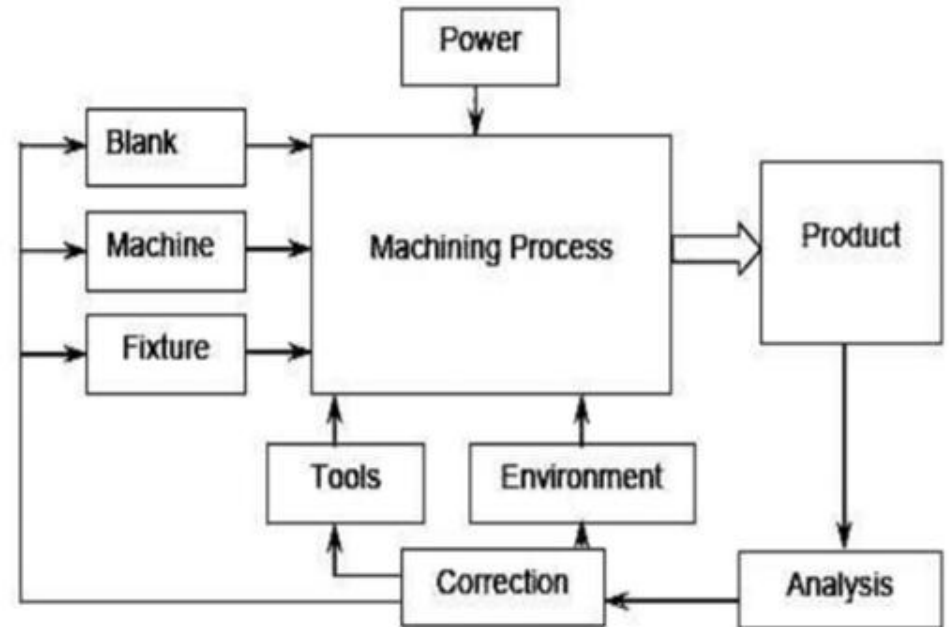 Power
Blank
Machine
Machining Process
Product
Fixture
Tools
Environment
Correction
Analysis